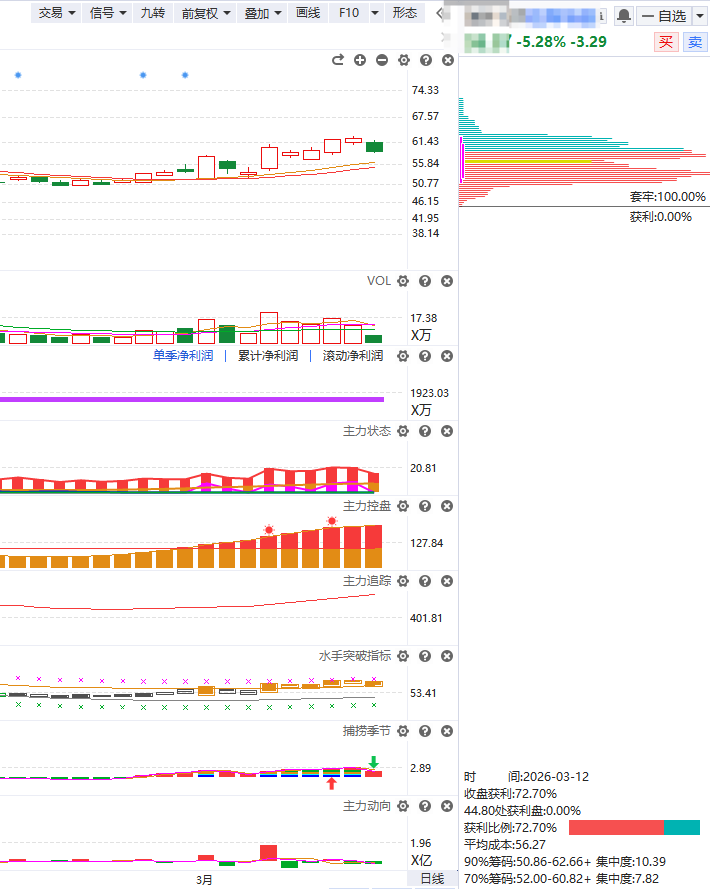 交易 信号 九转 前复权 叠加 画线 F10 形态
自选
-5.28% -3.29 买 卖
74.33
67.57
61.43
55.84
50.77
46.15
41.95
38.14
套牢:100.00%
获利:0.00%
VOL
17.38
X万
单季净利润 | 累计净利润 | 滚动净利润
1923.03
X万
主力状态
20.81
主力控盘
127.84
主力追踪
401.81
水手突破指标
53.41
捕捞季节
2.89
主力动向
1.96
X亿
3月
日线
时 间:2026-03-12
收盘获利:72.70%
44.80处获利盘:0.00%
获利比例:72.70%
平均成本:56.27
90%筹码:50.86-62.66+ 集中度:10.39
70%筹码:52.00-60.82+ 集中度:7.82